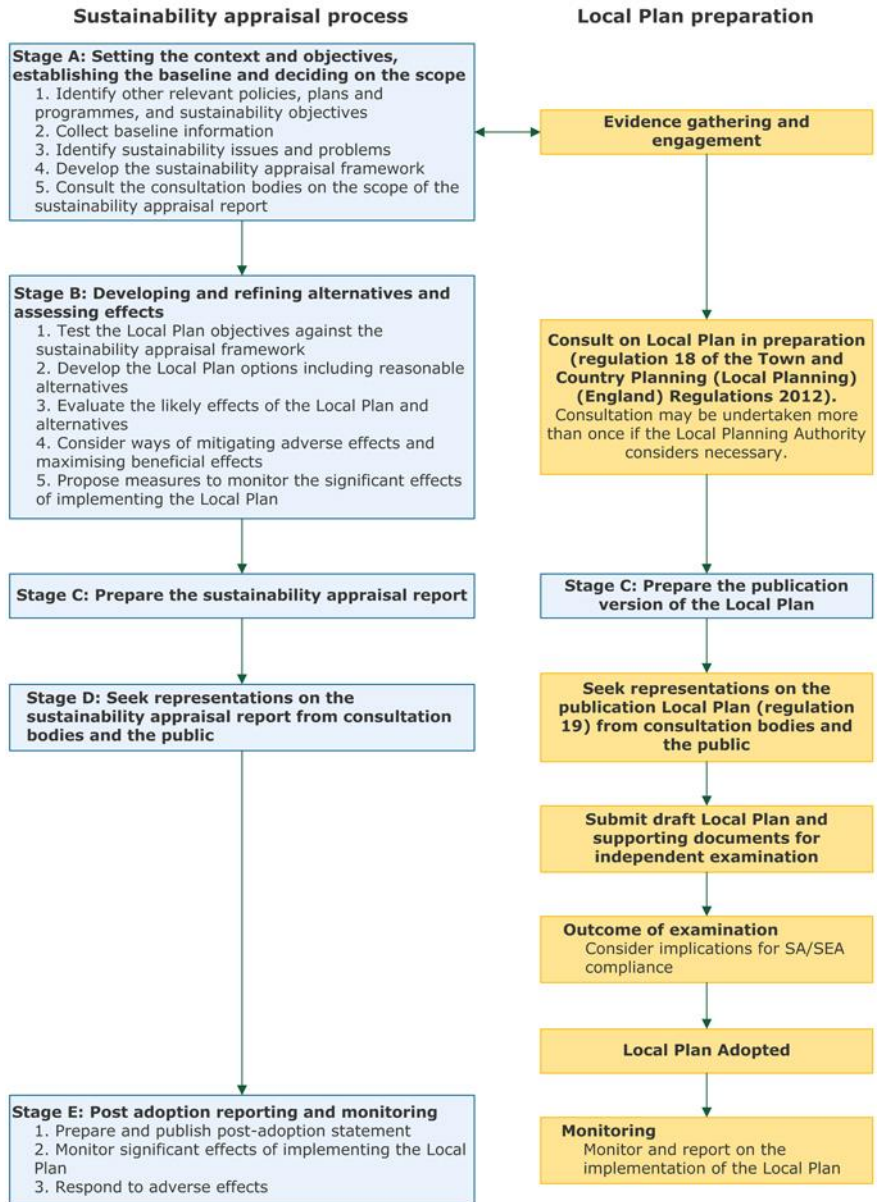 Sustainability appraisal process
Local Plan preparation
Stage A: Setting the context and objectives,
establishing the baseline and deciding on the scope
1. Identify other relevant policies, plans and
programmes, and sustainability objectives
2. Collect baseline information
3. Identify sustainability issues and problems
4. Develop the sustainability appraisal framework
5. Consult the consultation bodies on the scope of the
sustainability appraisal report
Evidence gathering and
engagement
Stage B: Developing and refining alternatives and
assessing effects
1. Test the Local Plan objectives against the
sustainability appraisal framework
2. Develop the Local Plan options including reasonable
alternatives
3. Evaluate the likely effects of the Local Plan and
alternatives
4. Consider ways of mitigating adverse effects and
maximising beneficial effects
5. Propose measures to monitor the significant effects
of implementing the Local Plan
Consult on Local Plan in preparation
(regulation 18 of the Town and
Country Planning (Local Planning)
(England) Regulations 2012).
Consultation may be undertaken more
than once if the Local Planning Authority
considers necessary.
Stage C: Prepare the sustainability appraisal report
Stage C: Prepare the publication
version of the Local Plan
Stage D: Seek representations on the
sustainability appraisal report from consultation
bodies and the public
Seek representations on the
publication Local Plan (regulation
19) from consultation bodies and
the public
Submit draft Local Plan and
supporting documents for
independent examination
Outcome of examination
Consider implications for SA/SEA
compliance
Local Plan Adopted
Stage E: Post adoption reporting and monitoring
1. Prepare and publish post-adoption statement
2. Monitor significant effects of implementing the Local
Plan
3. Respond to adverse effects
Monitoring
Monitor and report on the
implementation of the Local Plan